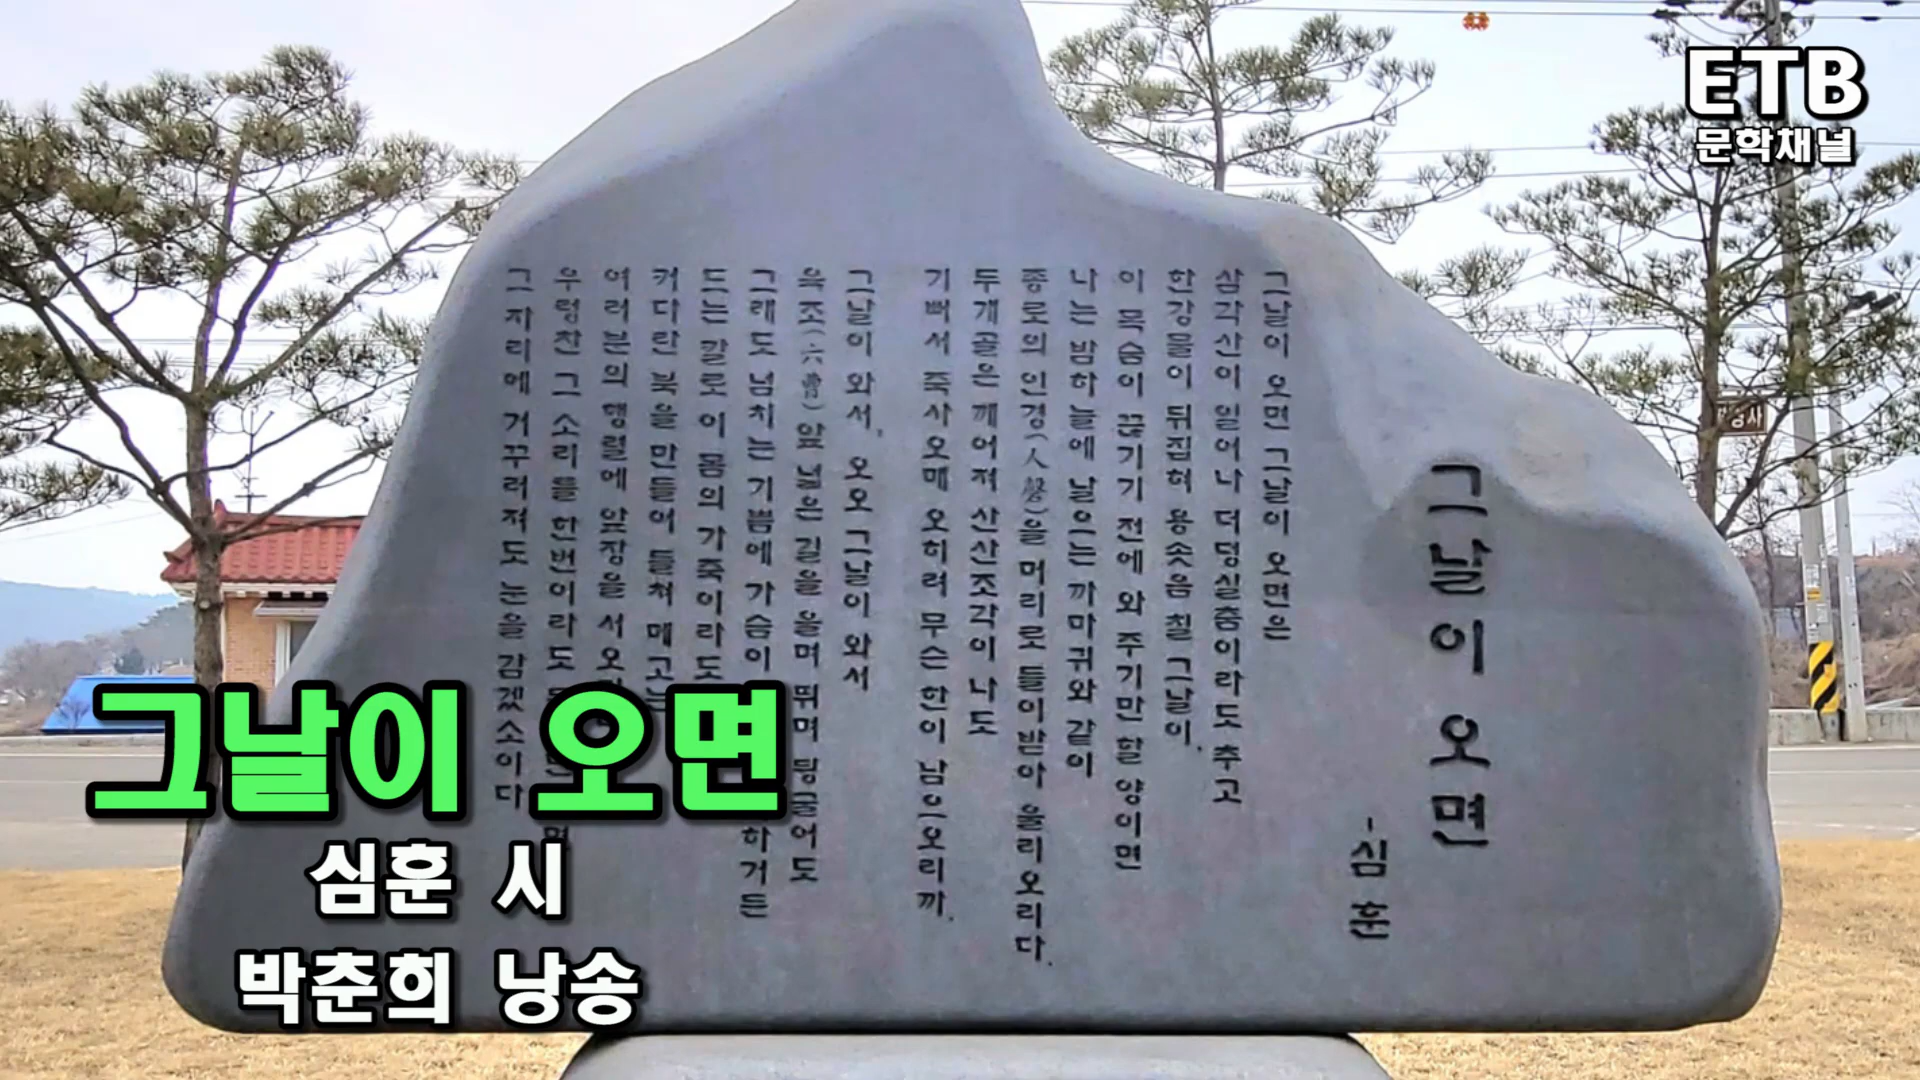 ETB
문학채널
그날이 오면
-심훈
그날이 오면 그날이 오면은
삼각산이 일어나 더덩실춤이라도 추고
한강물이 뒤집혀 용솟음 칠 그날이,
이 목숨이 끊기기 전에 와 주기만 할 양이면
나는 밤하늘에 날으는 까마귀와 같이
종로의 인경(人磬)을 머리로 들이받아 울리오리다.
두개골은 깨어져 산산조각이 나도
기뻐서 죽사오매 오히려 무슨 한이 남으오리까.
그날이 와서, 오오 그날이 와서
육조(六曹)앞 넓은 길을 울며 뛰며 뒹굴어도
그래도 넘치는 기쁨에 가슴이 하거든
드는 칼로 이 몸의 가죽이라도
커다란 북을 만들어 들쳐 메고는
여러분의 행렬에 앞장을 서오
우렁찬 그 소리를 한번이라도 면
그 자리에 거꾸러져도 눈을 감겠소이다
그날이 오면
심훈 시
박춘희 낭송